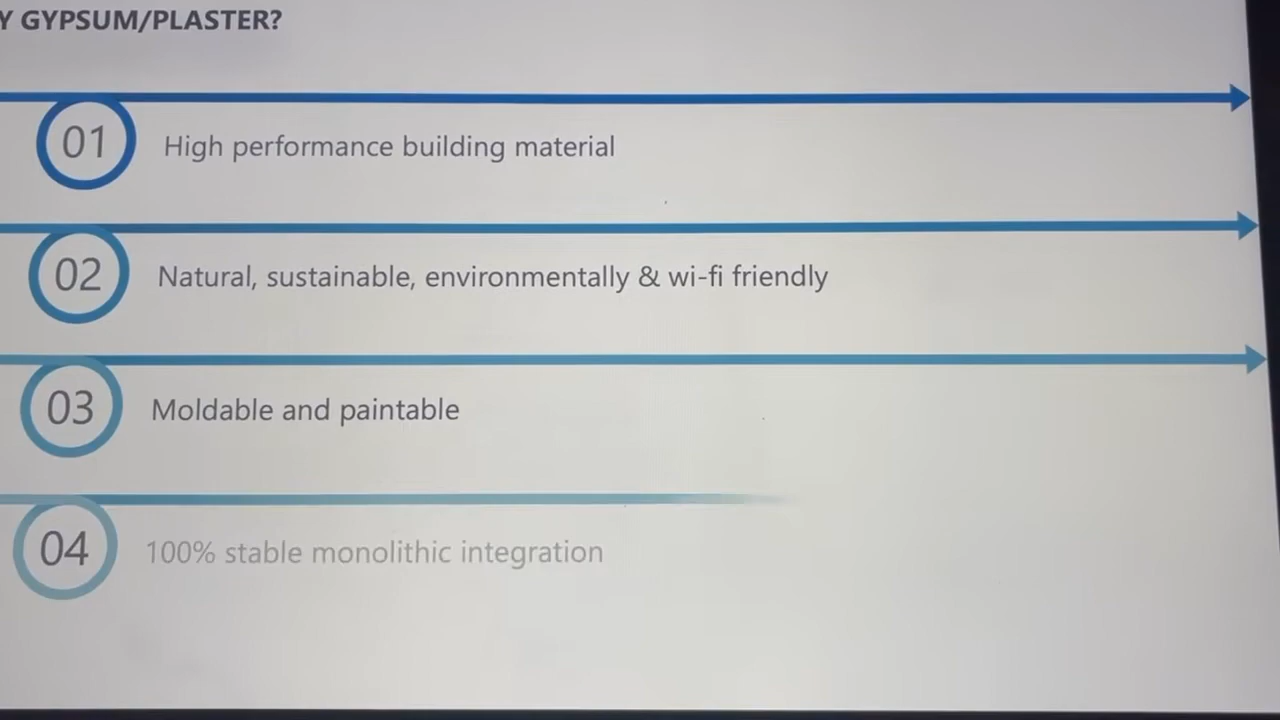 Y GYPSUM/PLASTER?
01
High performance building material
02
Natural, sustainable, environmentally & wi-fi friendly
03
Moldable and paintable
04
100% stable monolithic integration